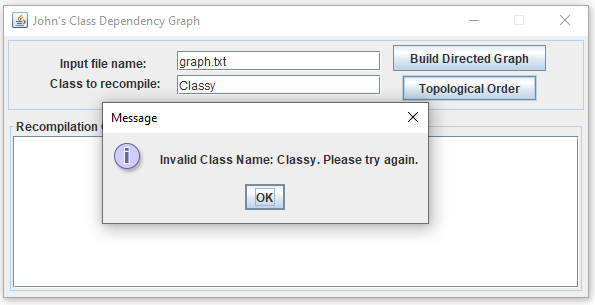 John's Class Dependency Graph
Input file name: graph.txt Build Directed Graph
Class to recompile: Classy Topological Order
Recompilation
Message
Invalid Class Name: Classy. Please try again.
OK